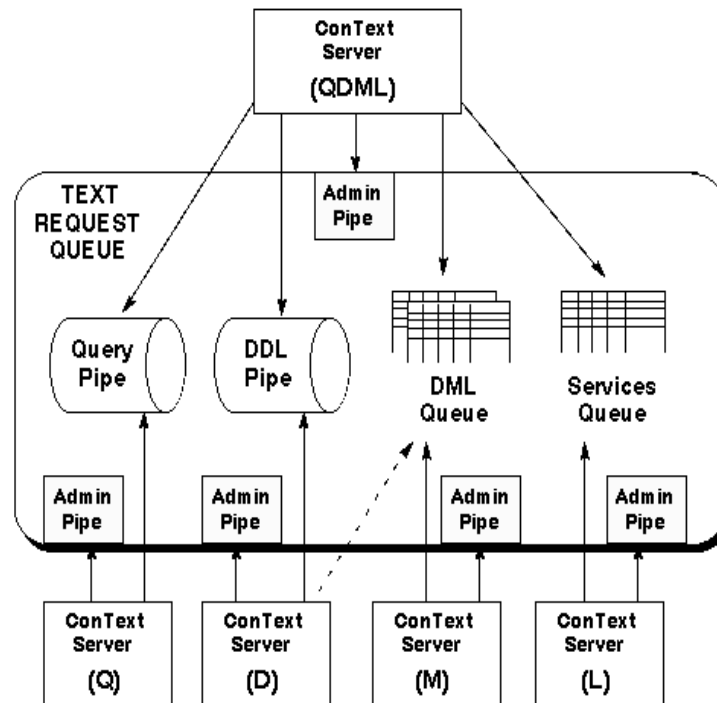 ConText
Server
(QDML)
TEXT
REQUEST
QUEUE
Admin
Pipe
Query
Pipe
DDL
Pipe
DML
Queue
Services
Queue
Admin
Pipe
Admin
Pipe
Admin
Pipe
Admin
Pipe
ConText
Server
(Q)
ConText
Server
(D)
ConText
Server
(M)
ConText
Server
(L)